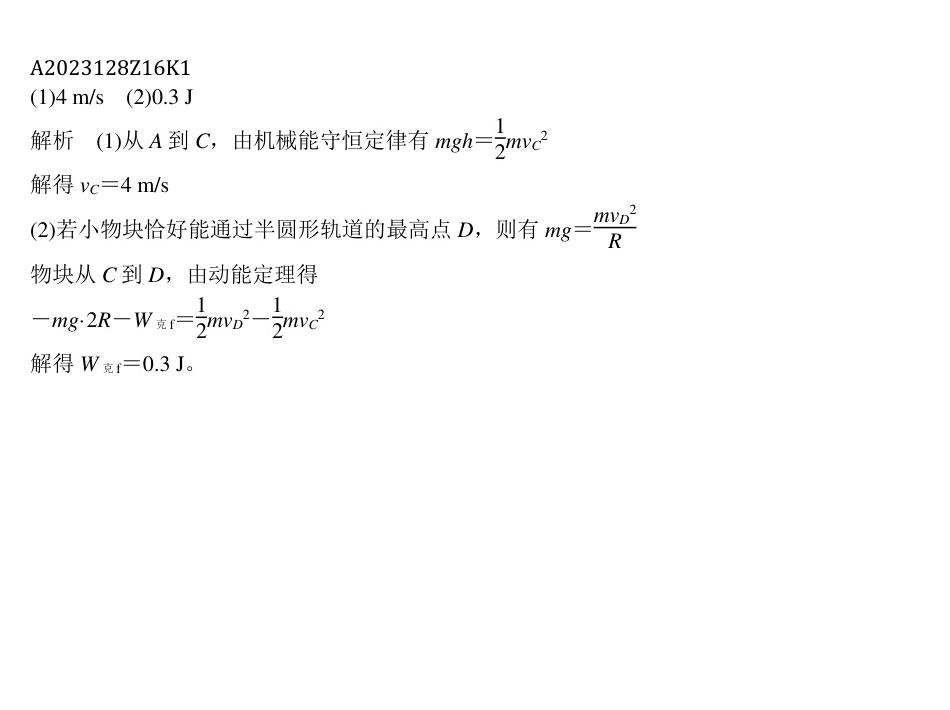 A2023128Z16K1
(1)4 m/s (2)0.3 J
解析 (1)从 A 到 C，由机械能守恒定律有 mgh＝\frac{1}{2}mv_C^2
解得 v_C＝4 m/s
(2)若小物块恰好能通过半圆形轨道的最高点 D，则有 mg＝\frac{mv_D^2}{R}
物块从 C 到 D，由动能定理得
－mg·2R－W_{克f}＝\frac{1}{2}mv_D^2－\frac{1}{2}mv_C^2
解得 W_{克f}＝0.3 J。